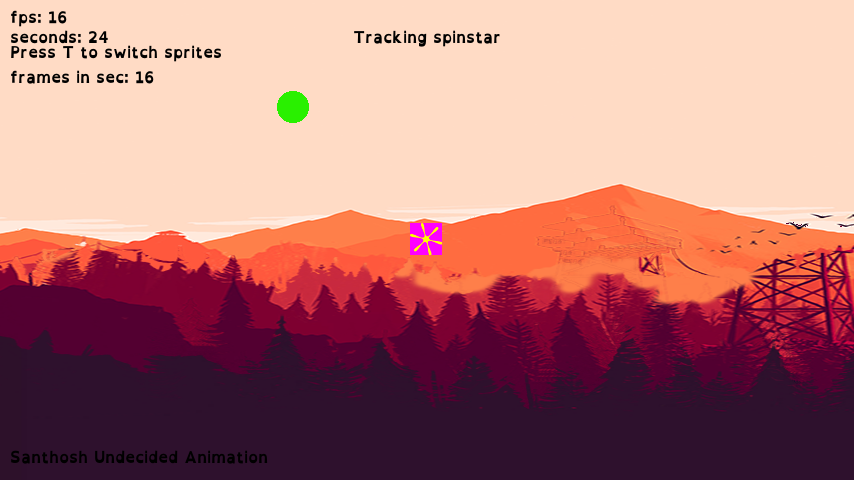 fps: 16
seconds: 24
Press T to switch sprites
frames in sec: 16
Tracking spinstar
Santhosh Undecided Animation